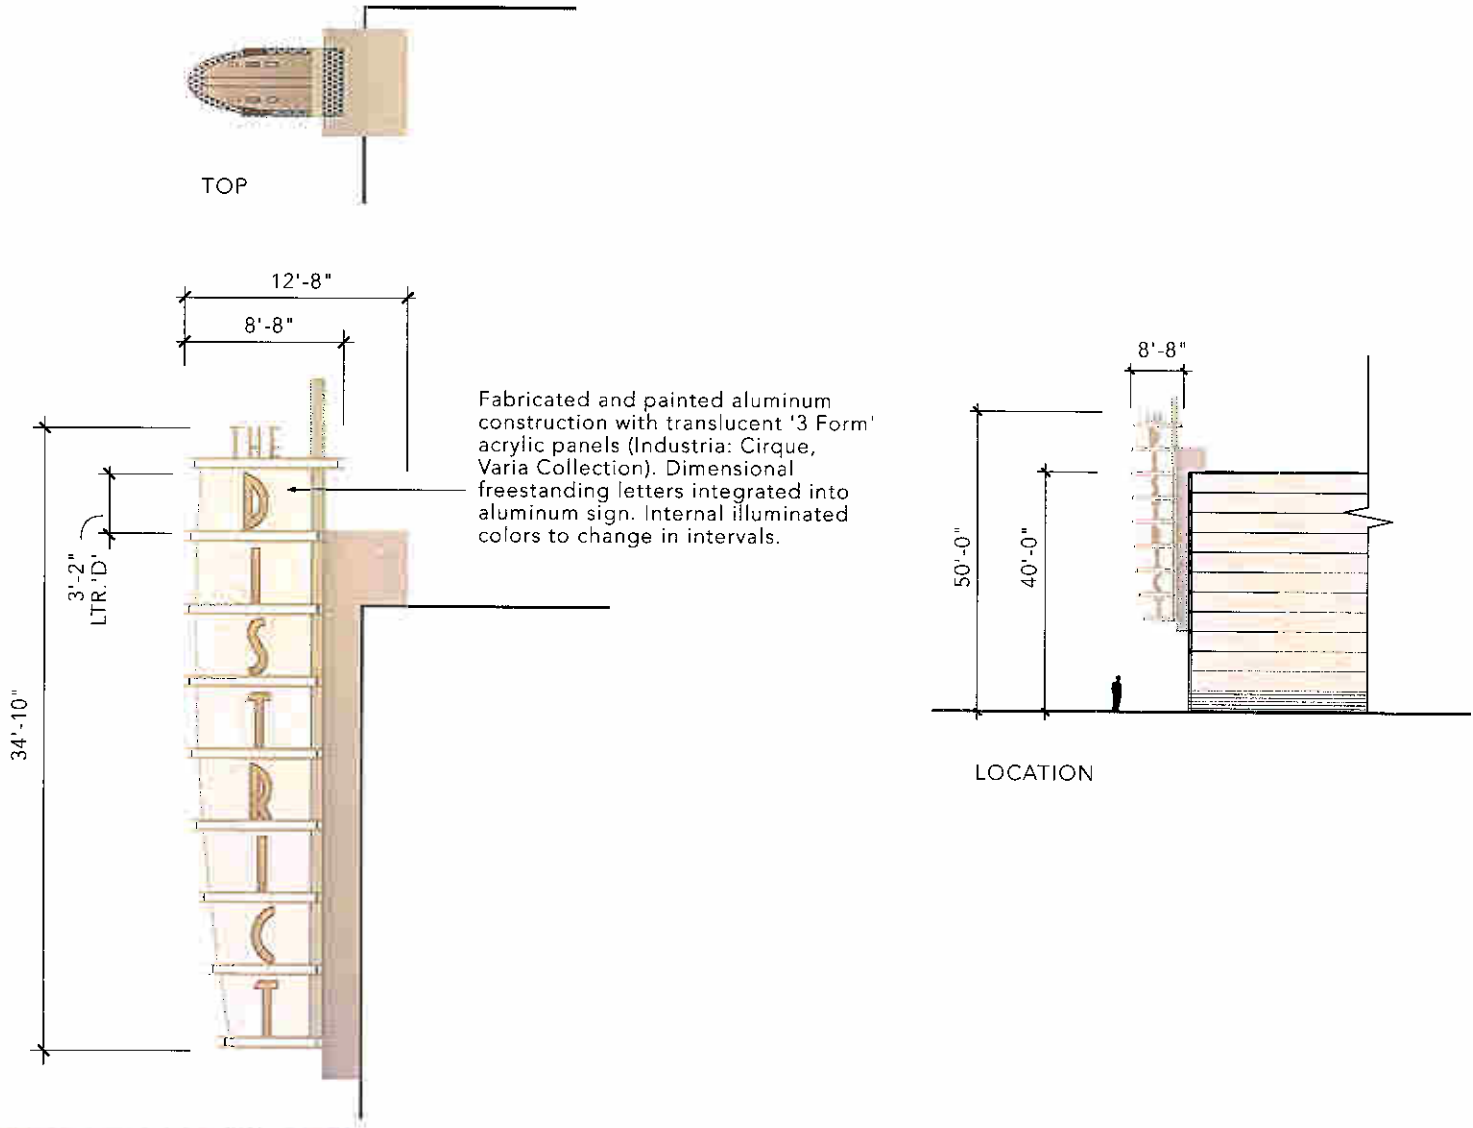 TOP
12'-8"
8'-8"
Fabricated and painted aluminum
construction with translucent '3 Form'
acrylic panels (Industria: Cirque,
Varia Collection). Dimensional
freestanding letters integrated into
aluminum sign. Internal illuminated
colors to change in intervals.
THE
D
I
S
T
R
I
C
T
3'-2"
LTR.'D'
34'-10"
8'-8"
THE
D
I
S
T
R
I
C
T
50'-0"
40'-0"
LOCATION